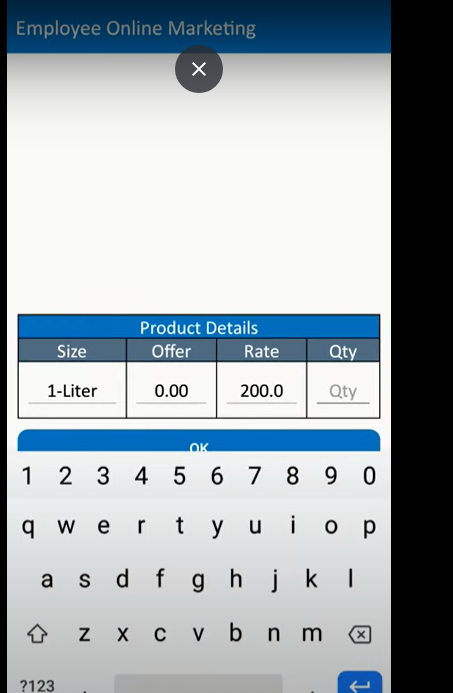 Employee Online Marketing
Product Details
Size Offer Rate Qty
1-Liter 0.00 200.0 Qty
OK
1 2 3 4 5 6 7 8 9 0
q w e r t y u i o p
a s d f g h j k l
z x c v b n m
?123